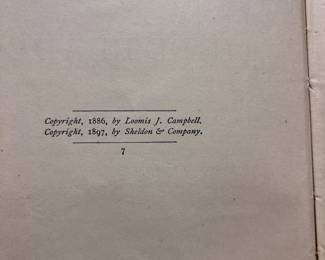 Copyright, 1886, by Loomis J. Campbell.
Copyright, 1897, by Sheldon & Company.
7